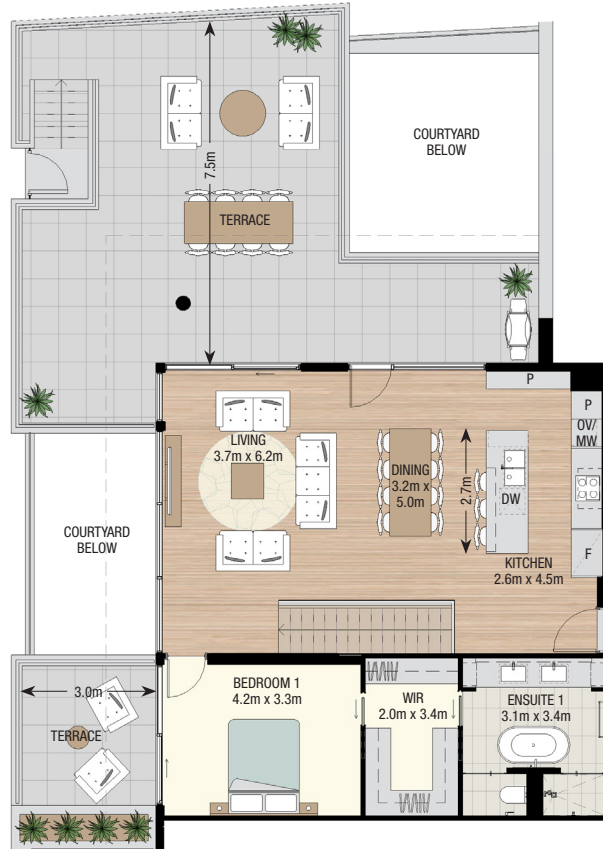 COURTYARD
BELOW
7.5m
TERRACE
P
P
OV/
MW
LIVING
3.7m x 6.2m
DINING
3.2m x
5.0m
2.7m
DW
F
KITCHEN
2.6m x 4.5m
COURTYARD
BELOW
3.0m
TERRACE
BEDROOM 1
4.2m x 3.3m
WIR
2.0m x 3.4m
ENSUITE 1
3.1m x 3.4m